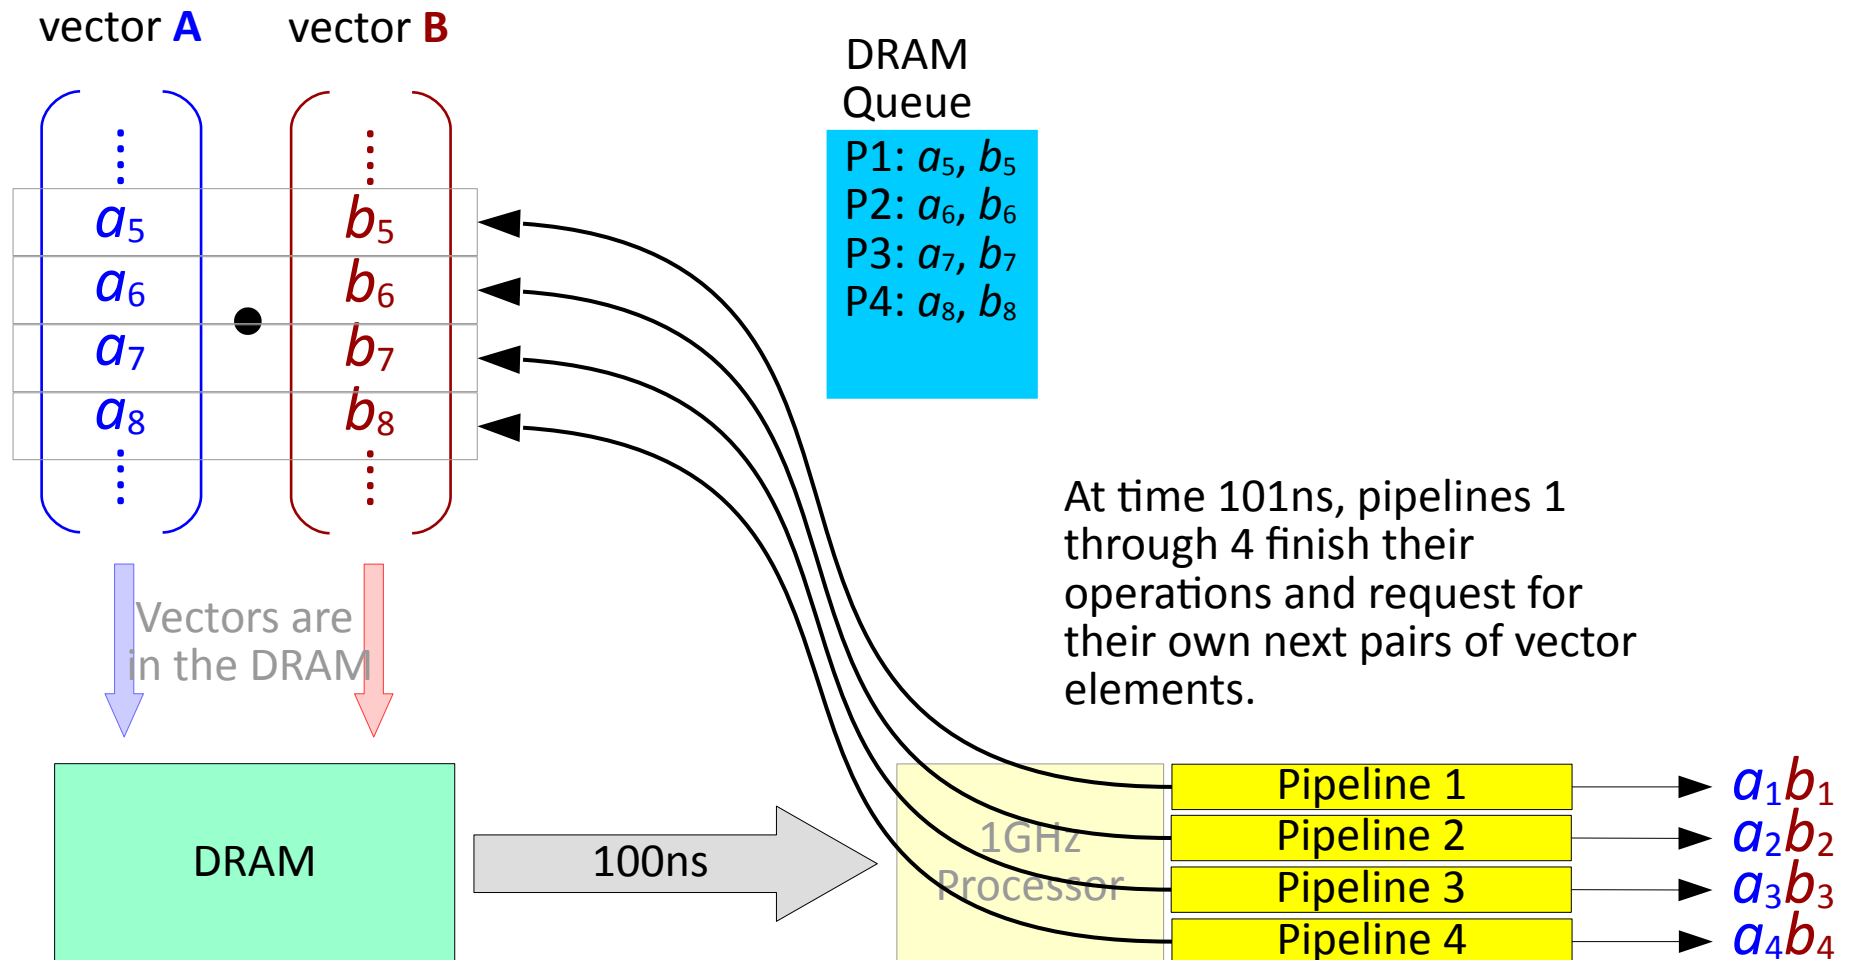 vector A vector B
DRAM
Queue
P1: a5, b5
P2: a6, b6
P3: a7, b7
P4: a8, b8
a5 b5
a6 b6
a7 b7
a8 b8
At time 101ns, pipelines 1
through 4 finish their
operations and request for
their own next pairs of vector
elements.
Vectors are
in the DRAM
DRAM
100ns
1GHz
Processor
Pipeline 1 a1b1
Pipeline 2 a2b2
Pipeline 3 a3b3
Pipeline 4 a4b4